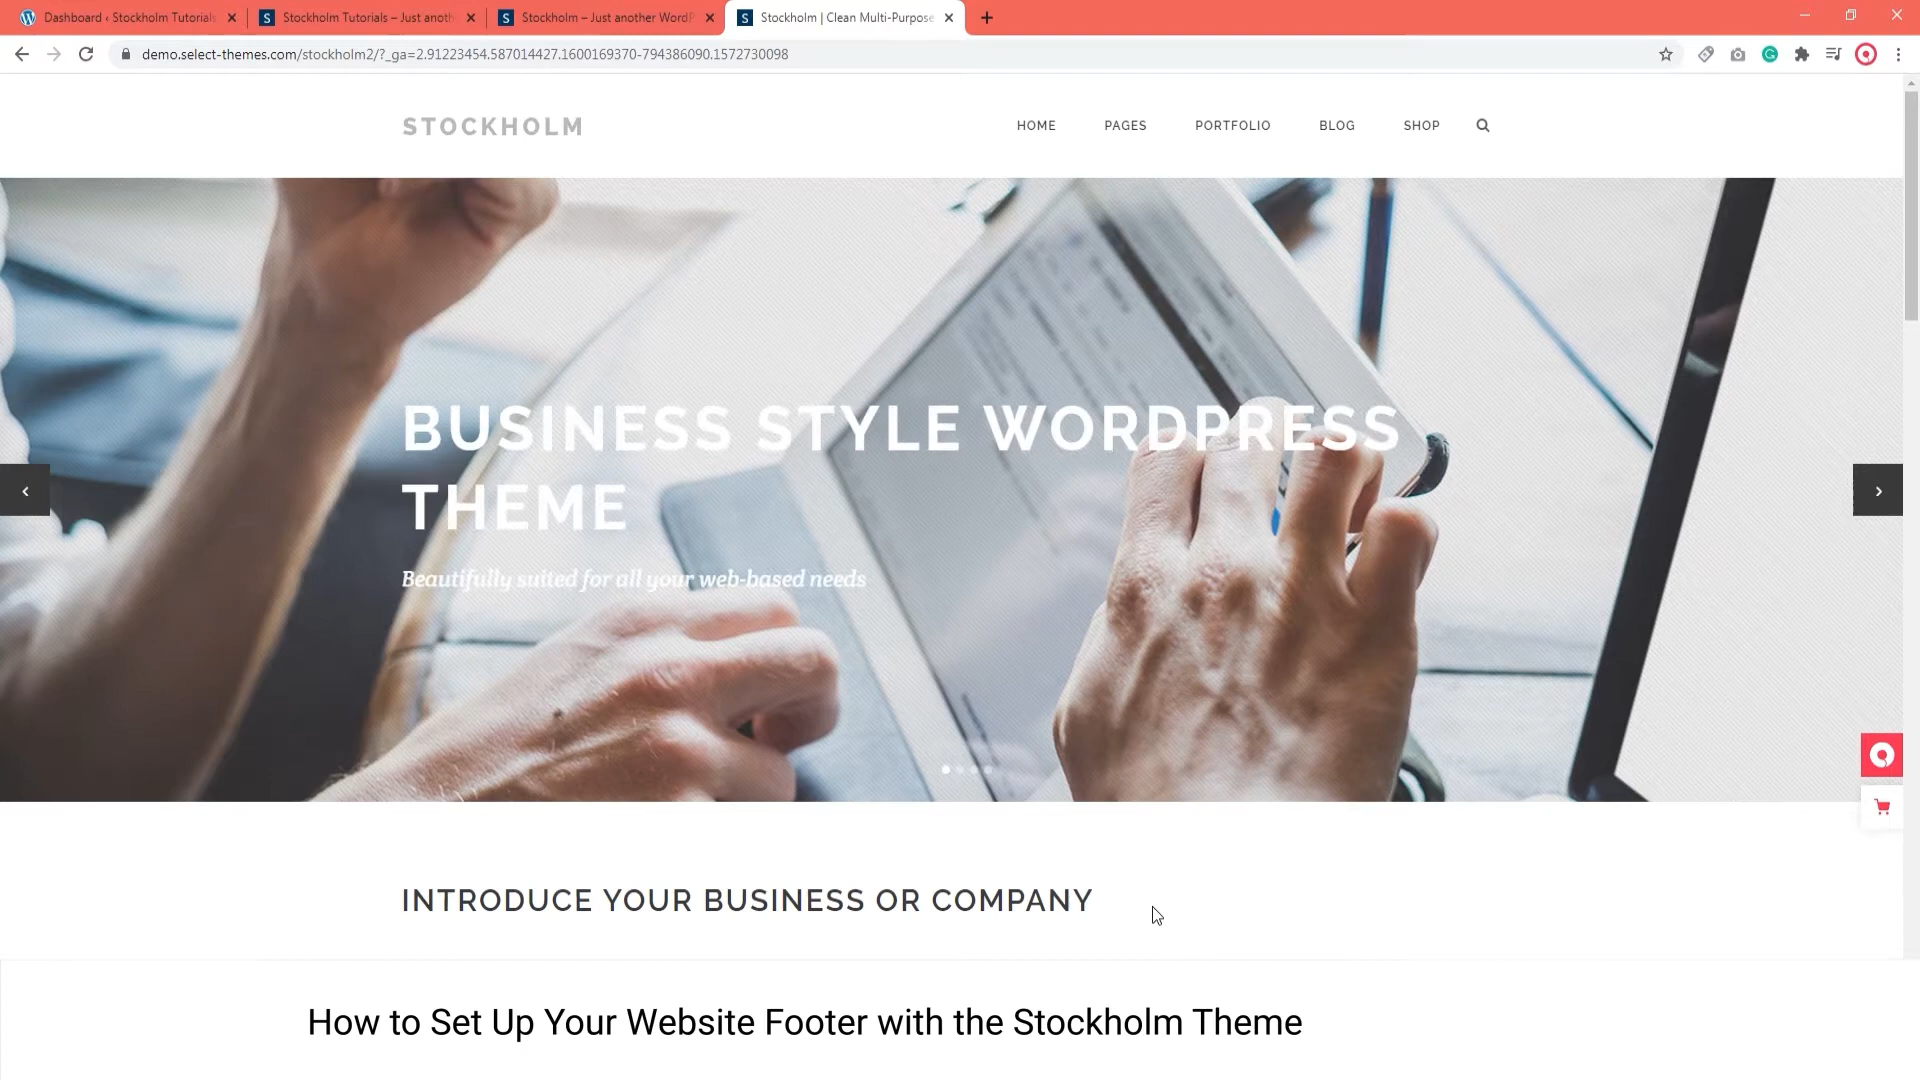 Dashboard ‹ Stockholm Tutorials
Stockholm Tutorials – Just anoth
Stockholm – Just another WordP
Stockholm | Clean Multi-Purpose
demo.select-themes.com/stockholm2/?_ga=2.91223454.587014427.1600169370-794386090.1572730098
STOCKHOLM
HOME PAGES PORTFOLIO BLOG SHOP
BUSINESS STYLE WORDPRESS
THEME
Beautifully suited for all your web-based needs
INTRODUCE YOUR BUSINESS OR COMPANY
How to Set Up Your Website Footer with the Stockholm Theme